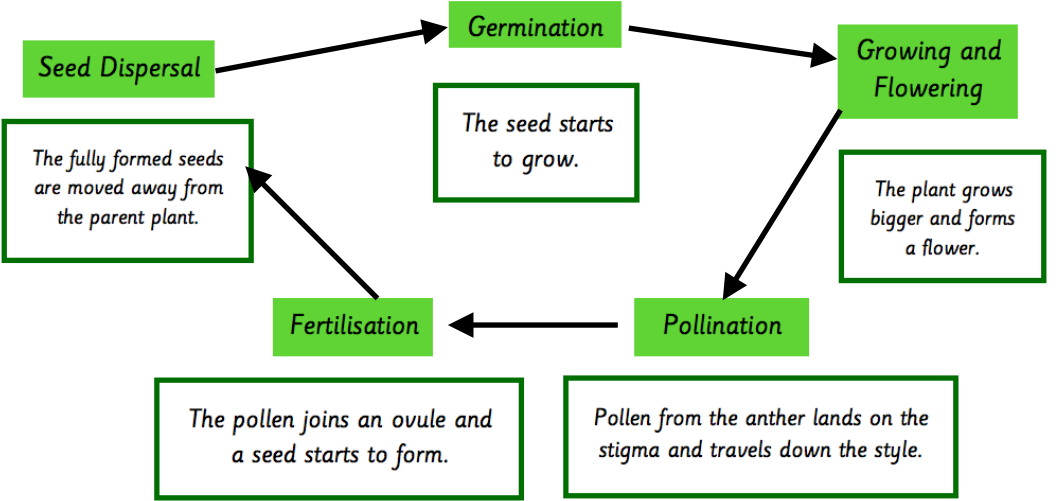 Seed Dispersal
The fully formed seeds
are moved away from
the parent plant.
Germination
The seed starts
to grow.
Growing and
Flowering
The plant grows
bigger and forms
a flower.
Pollination
Pollen from the anther lands on the
stigma and travels down the style.
Fertilisation
The pollen joins an ovule and
a seed starts to form.